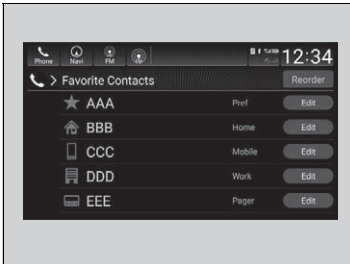 Phone Navi FM 12:34
> Favorite Contacts Reorder
AAA Pref Edit
BBB Home Edit
CCC Mobile Edit
DDD Work Edit
EEE Pager Edit